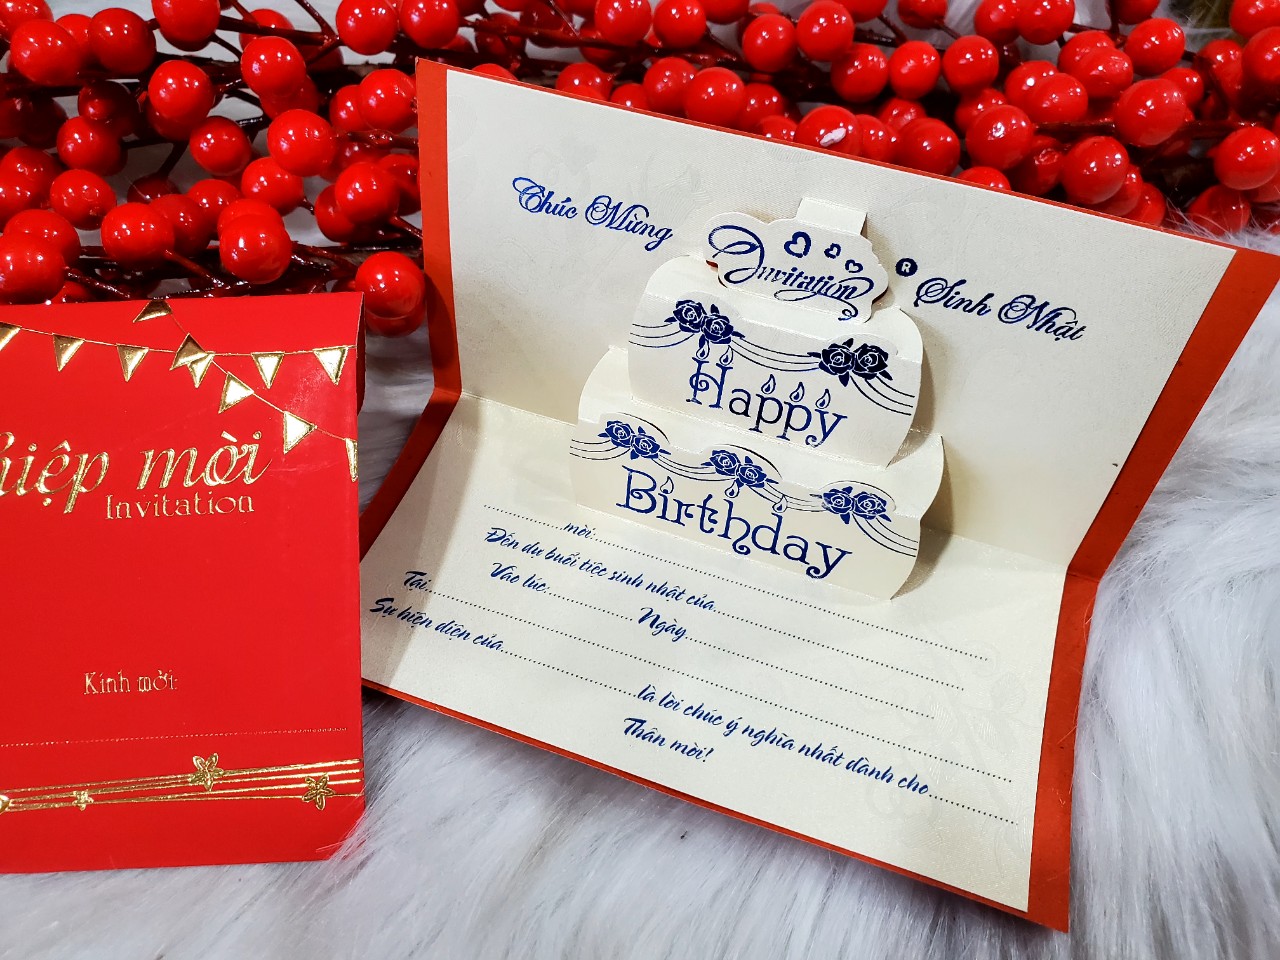 Chúc Mừng
Invitation
® Sinh Nhật
Happy
Birthday
mời:
Đến dự buổi tiệc sinh nhật của
Vào lúc: Ngày
Tại
Sự hiện diện của
là lời chúc ý nghĩa nhất dành cho
Thân mời!
mời
Invitation
Kính mời: